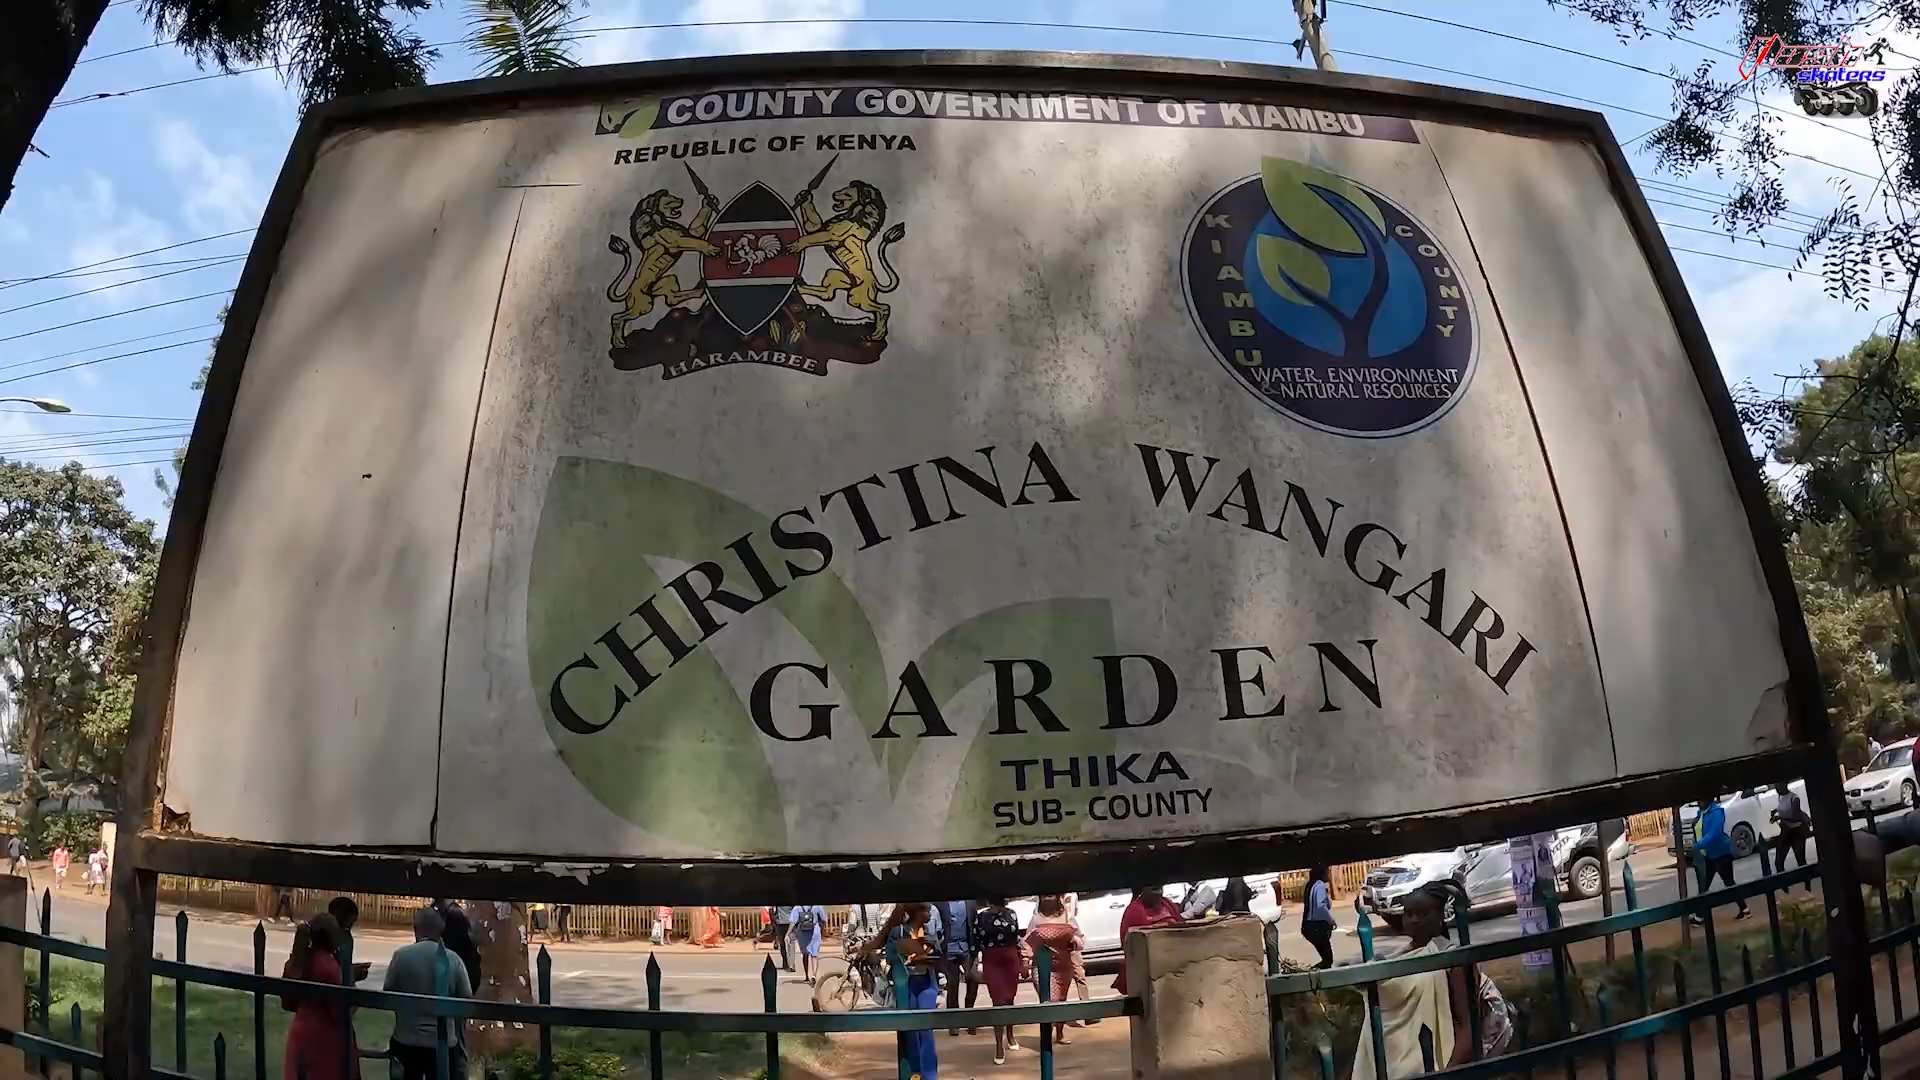 COUNTY GOVERNMENT OF KIAMBU
REPUBLIC OF KENYA
HARAMBEE
KIAMBU COUNTY
WATER, ENVIRONMENT
& NATURAL RESOURCES
CHRISTINA WANGARI
GARDEN
THIKA
SUB- COUNTY
skaters